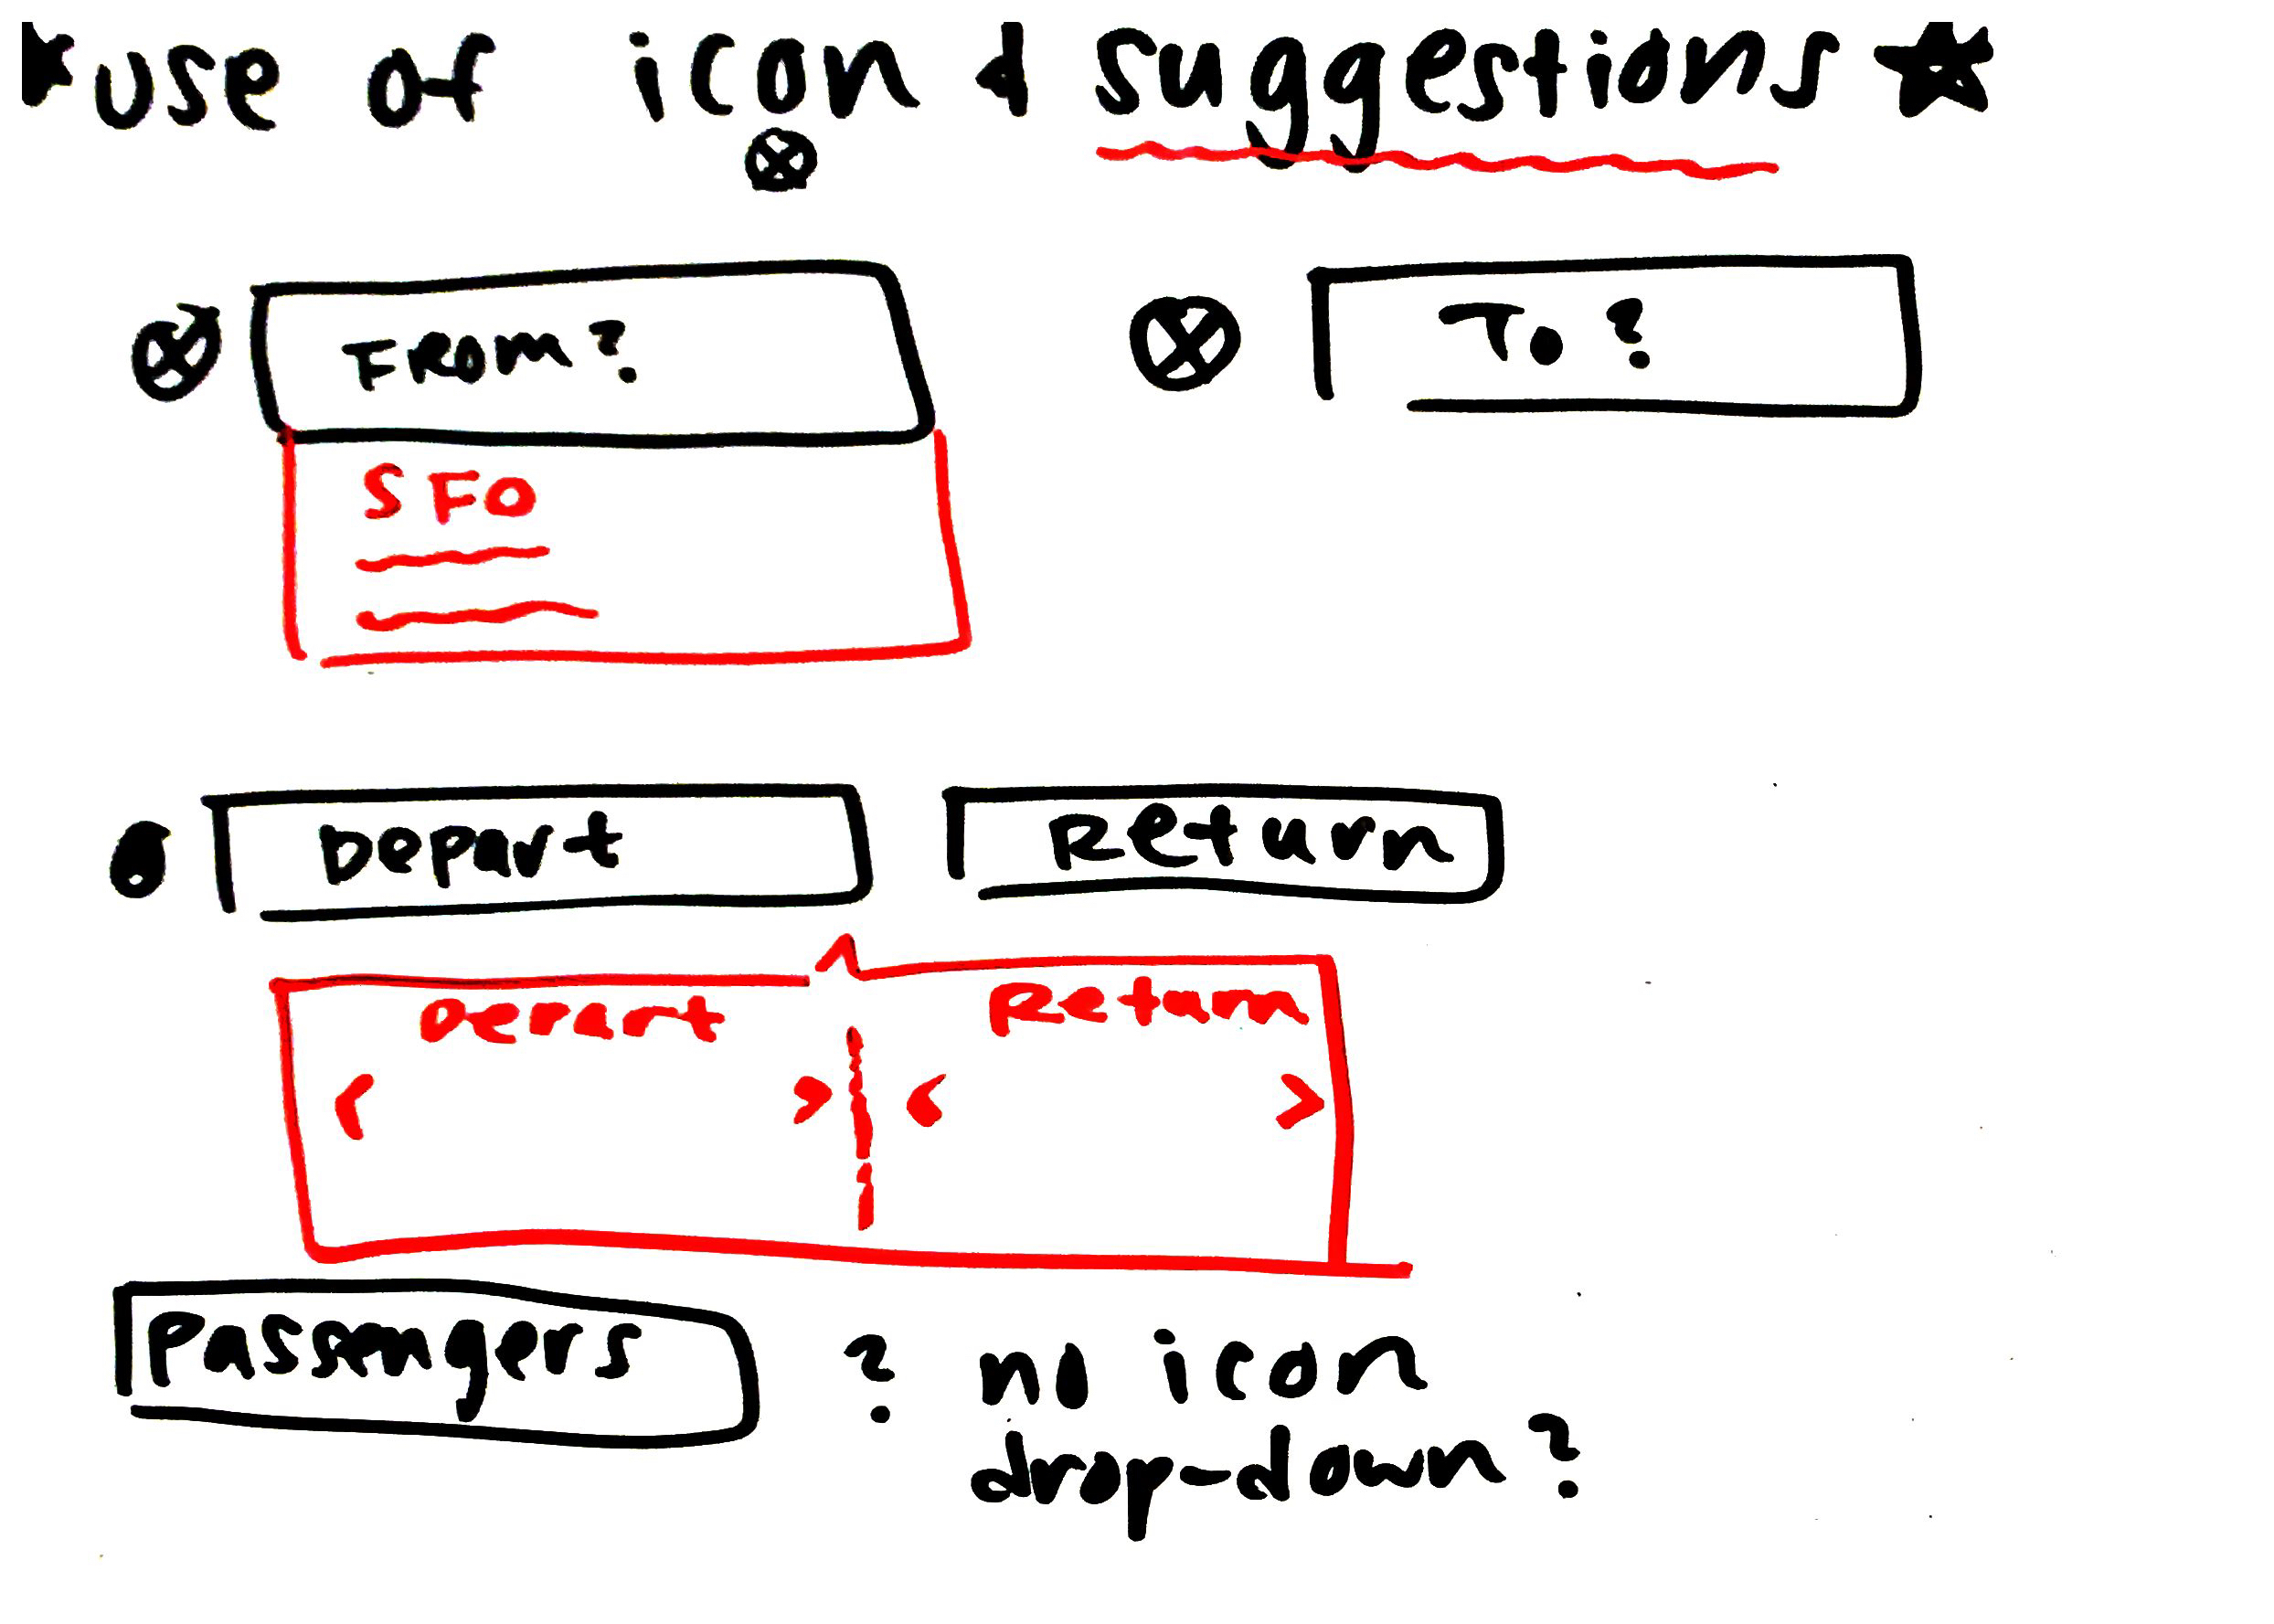 use of icon & suggestions
From?
To?
SFO
Depart
Return
Depart
Return
Passengers
? no icon
drop-down?